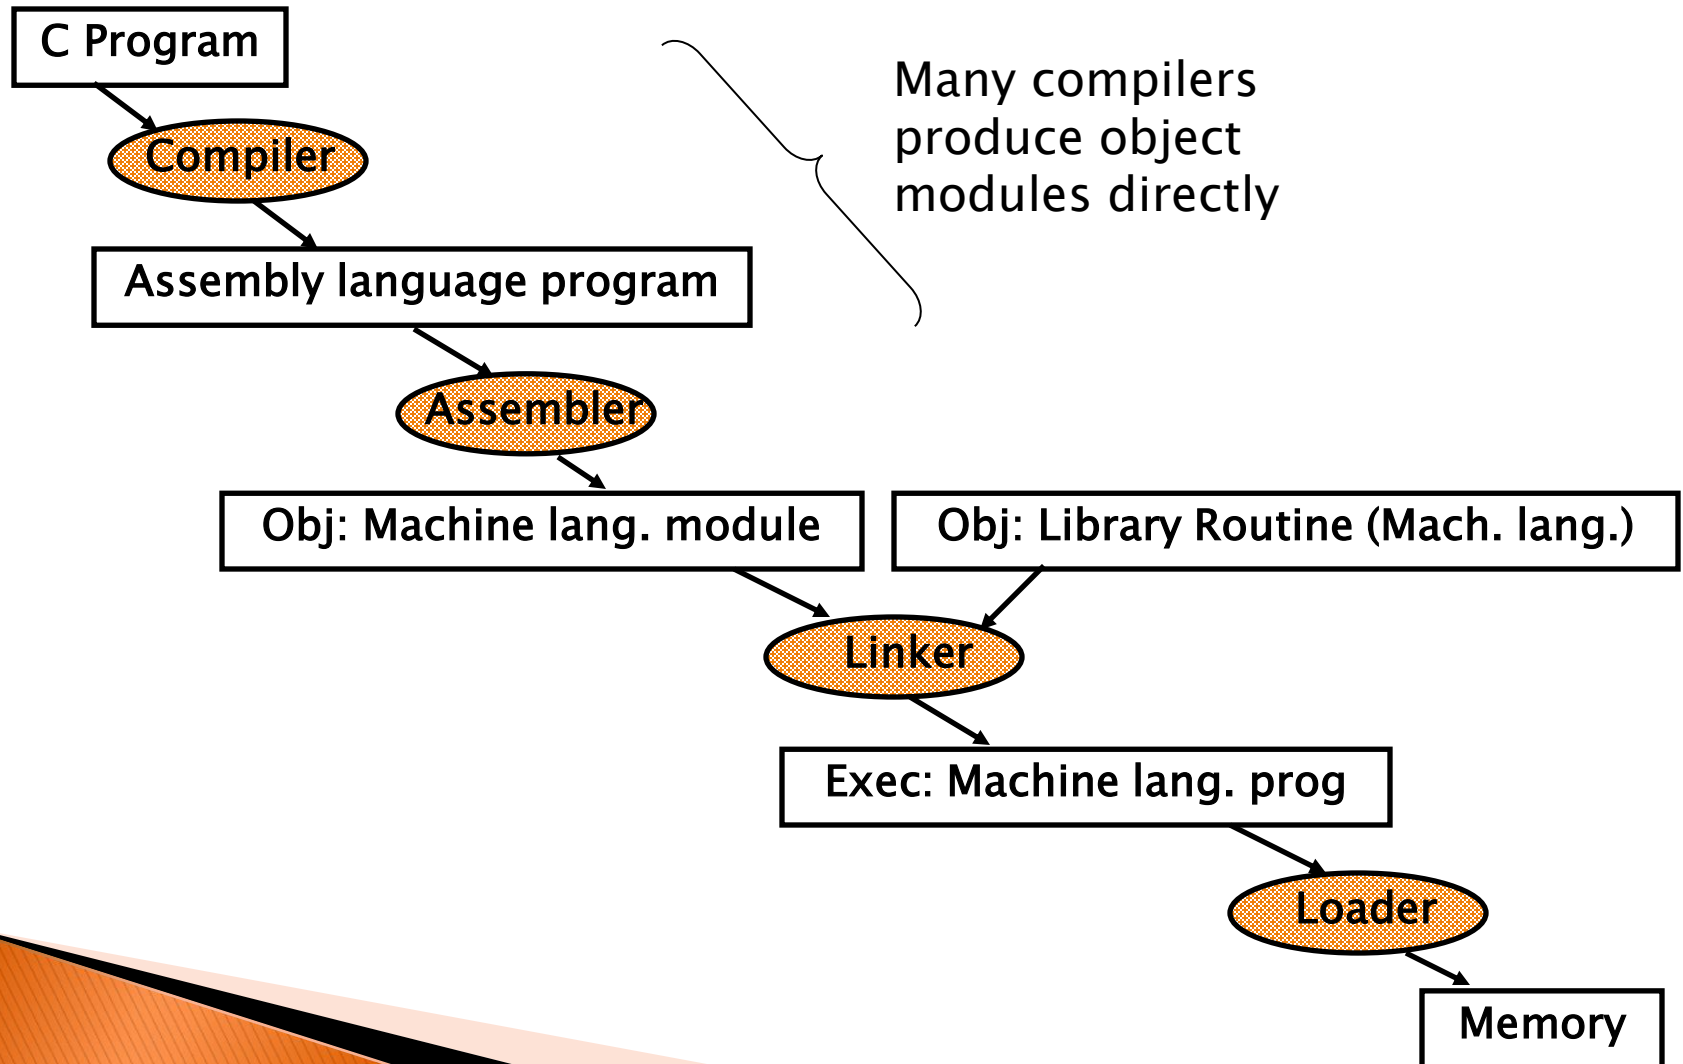 C Program
Many compilers
produce object
modules directly
Compiler
Assembly language program
Assembler
Obj: Machine lang. module
Obj: Library Routine (Mach. lang.)
Linker
Exec: Machine lang. prog
Loader
Memory